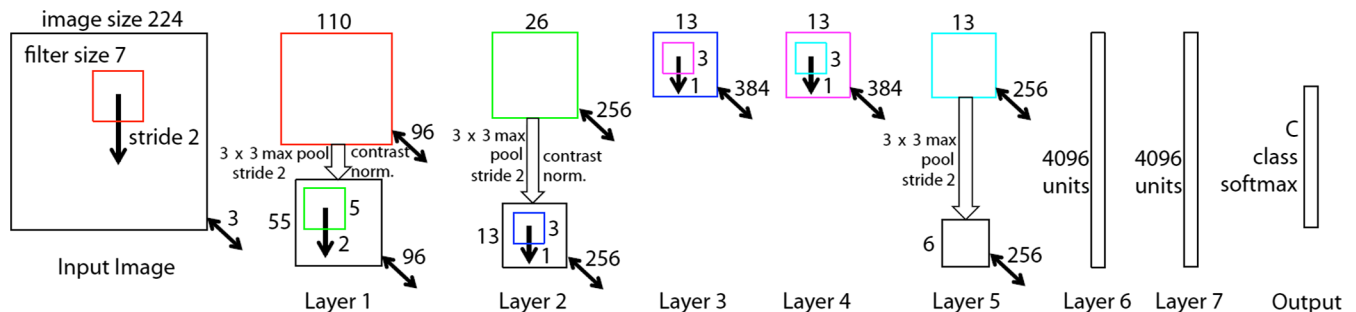 image size 224
filter size 7
stride 2
3
Input Image
110
96
3 x 3 max pool
stride 2
contrast
norm.
55
5
2
96
Layer 1
26
256
3 x 3 max
pool
stride 2
contrast
norm.
13
3
1
256
Layer 2
13
3
1
384
Layer 3
13
3
1
384
Layer 4
13
256
3 x 3 max
pool
stride 2
6
256
Layer 5
4096
units
Layer 6
4096
units
Layer 7
C
class
softmax
Output